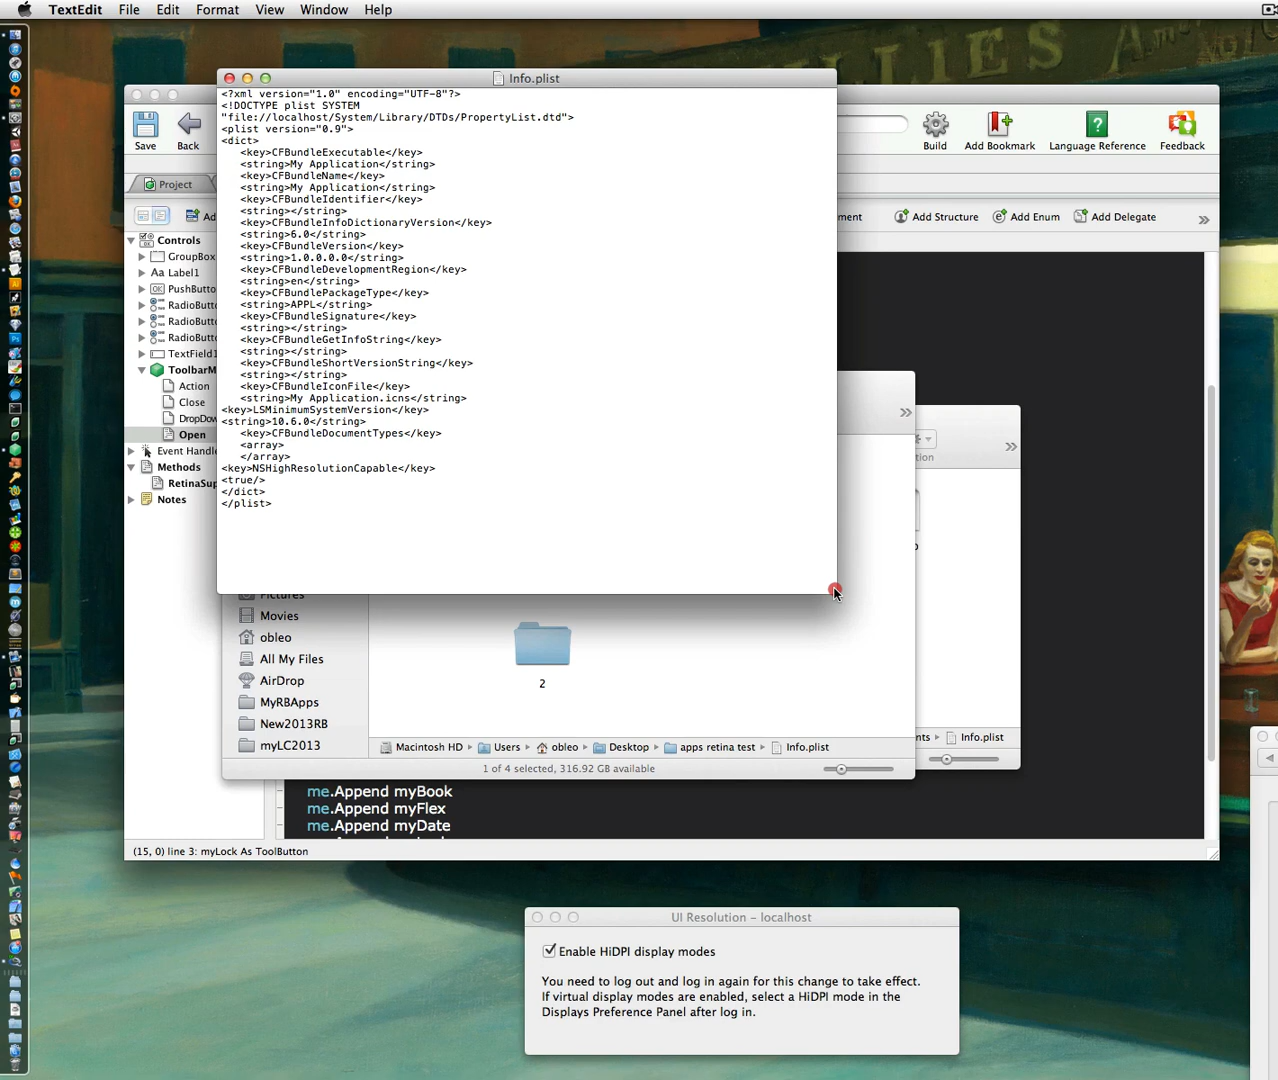 TextEdit File Edit Format View Window Help
LLIES
Info.plist
<?xml version="1.0" encoding="UTF-8"?>
<!DOCTYPE plist SYSTEM
"file://localhost/System/Library/DTDs/PropertyList.dtd">
<plist version="0.9">
<dict>
<key>CFBundleExecutable</key>
<string>My Application</string>
<key>CFBundleName</key>
<string>My Application</string>
<key>CFBundleIdentifier</key>
<string></string>
<key>CFBundleInfoDictionaryVersion</key>
<string>6.0</string>
<key>CFBundleVersion</key>
<string>1.0.0.0.0</string>
<key>CFBundleDevelopmentRegion</key>
<string>en</string>
<key>CFBundlePackageType</key>
<string>APPL</string>
<key>CFBundleSignature</key>
<string></string>
<key>CFBundleGetInfoString</key>
<string></string>
<key>CFBundleShortVersionString</key>
<string></string>
<key>CFBundleIconFile</key>
<string>My Application.icns</string>
<key>LSMinimumSystemVersion</key>
<string>10.6.0</string>
<key>CFBundleDocumentTypes</key>
<array>
</array>
<key>NSHighResolutionCapable</key>
<true/>
</dict>
</plist>
Save Back
Build Add Bookmark Language Reference Feedback
Project
Ad
ment Add Structure Add Enum Add Delegate
Controls
GroupBox
Aa Label1
OK PushButto
RadioButto
RadioButto
RadioButto
TextField1
ToolbarM
Action
Close
DropDow
Open
Event Handle
Methods
RetinaSup
Notes
tion
Pictures
Movies
obleo
All My Files
AirDrop
MyRBApps
New2013RB
myLC2013
2
Macintosh HD Users obleo Desktop apps retina test Info.plist
nts Info.plist
1 of 4 selected, 316.92 GB available
me.Append myBook
me.Append myFlex
me.Append myDate
(15, 0) line 3: myLock As ToolButton
UI Resolution – localhost
Enable HiDPI display modes
You need to log out and log in again for this change to take effect.
If virtual display modes are enabled, select a HiDPI mode in the
Displays Preference Panel after log in.